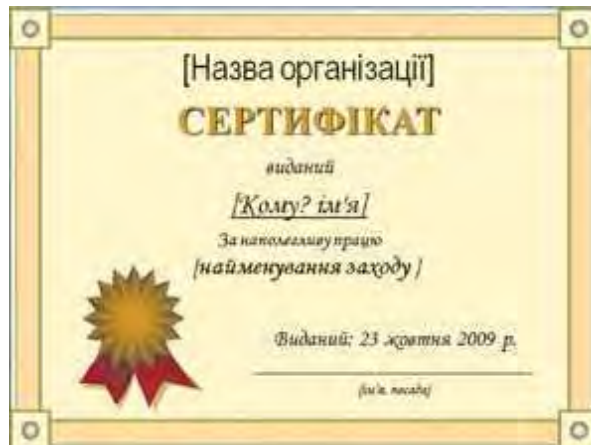 [Назва організації]
СЕРТИФІКАТ
виданий
[Кому? ім'я]
За наполегливу працю
[найменування заходу ]
Виданий: 23 жовтня 2009 р.
(ім'я, посада)